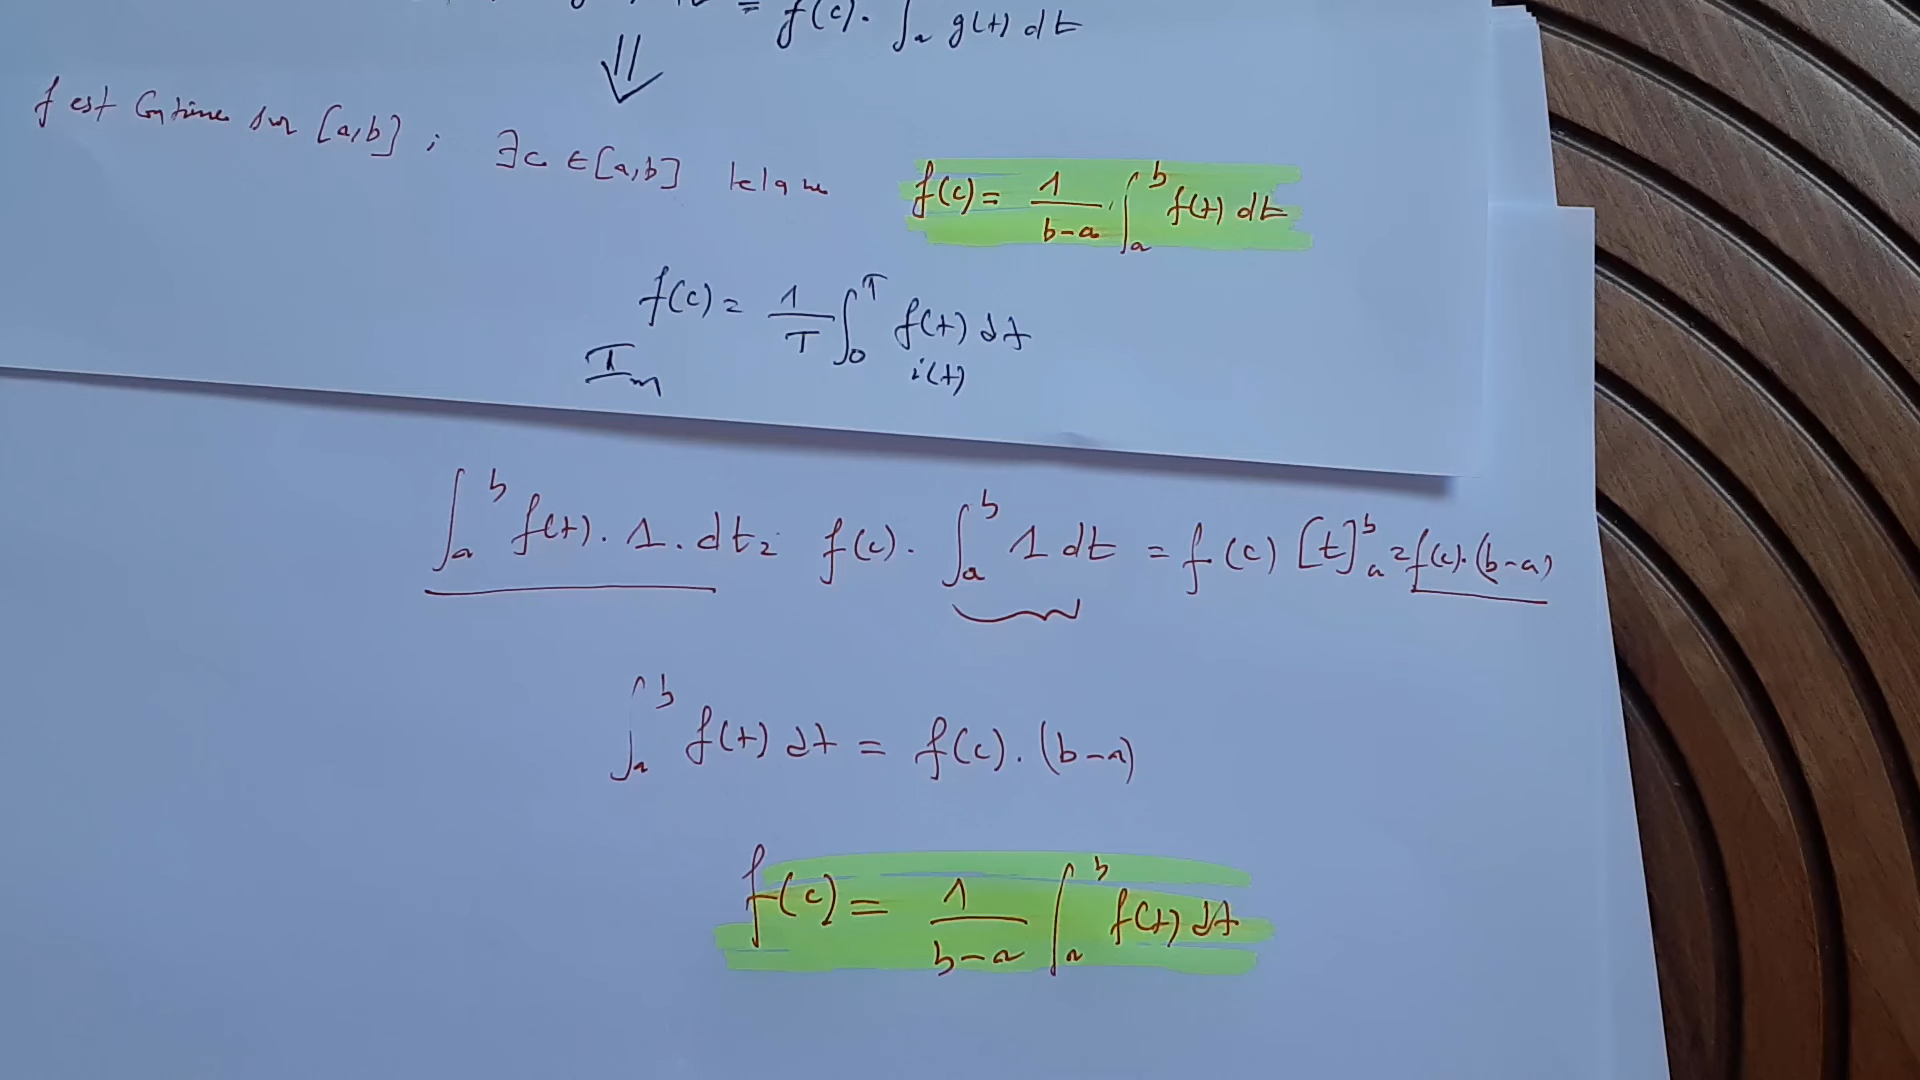 = f(c). ∫a g(t) dt
⇓
f est Continue sur [a,b] ; ∃c ∈ [a,b] telque f(c) = 1/(b-a) . ∫_a^b f(t) dt
f(c) = 1/T ∫_0^T f(t) dt
Im i(t)
∫_a^b f(t). 1. dt = f(c). ∫_a^b 1 dt = f(c) [t]_a^b = f(c). (b-a)
∫_a^b f(t) dt = f(c). (b-a)
f(c) = 1/(b-a) ∫_a^b f(t) dt